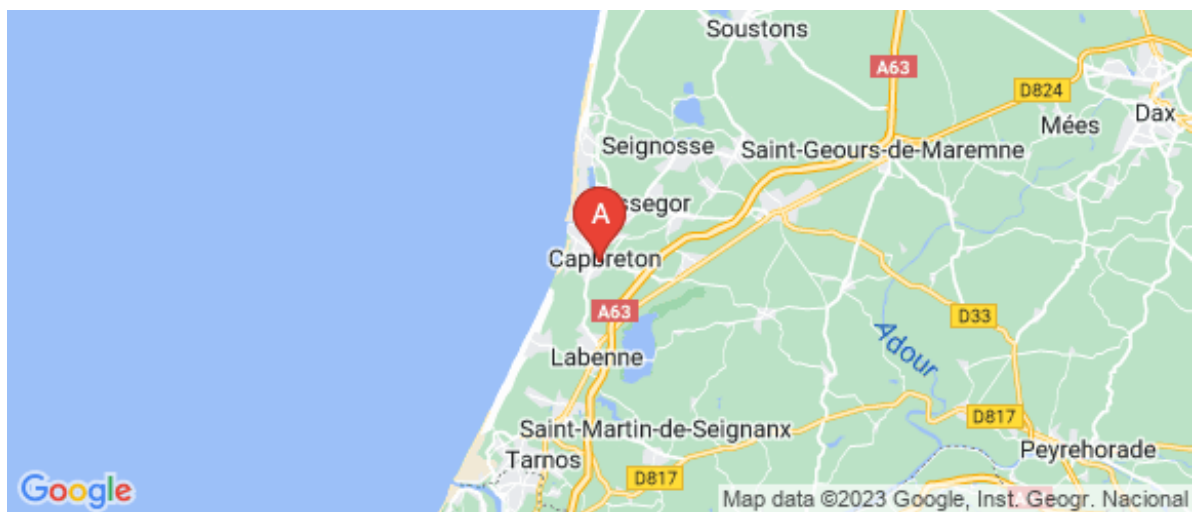 Soustons
A63
D824
Dax
Mées
Seignosse
Saint-Geours-de-Maremne
A
ssegor
Capbreton
A63
D33
Adour
Labenne
D817
Saint-Martin-de-Seignanx
Peyrehorade
Tarnos
D817
Google
Map data ©2023 Google, Inst. Geogr. Nacional